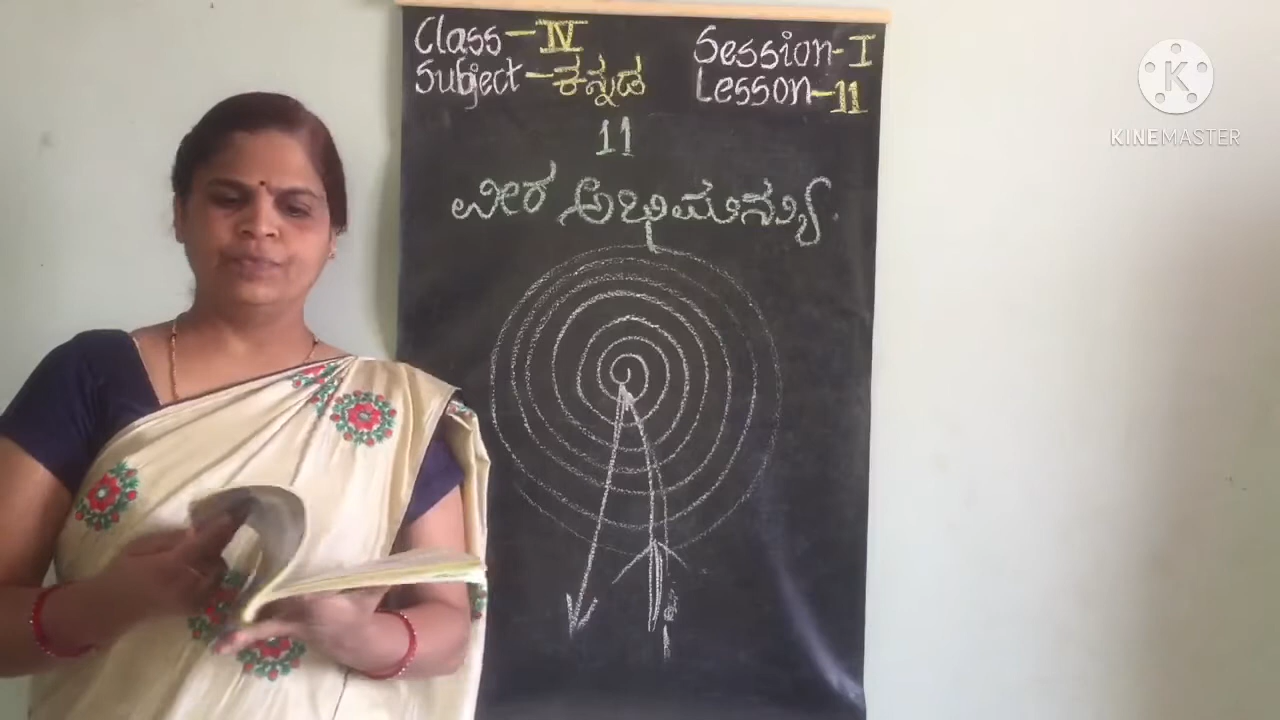 Class-IV Session-I
Subject-ಕನ್ನಡ Lesson-11
11
ವೀರ ಅಭಿಮನ್ಯು.
K
KINEMASTER